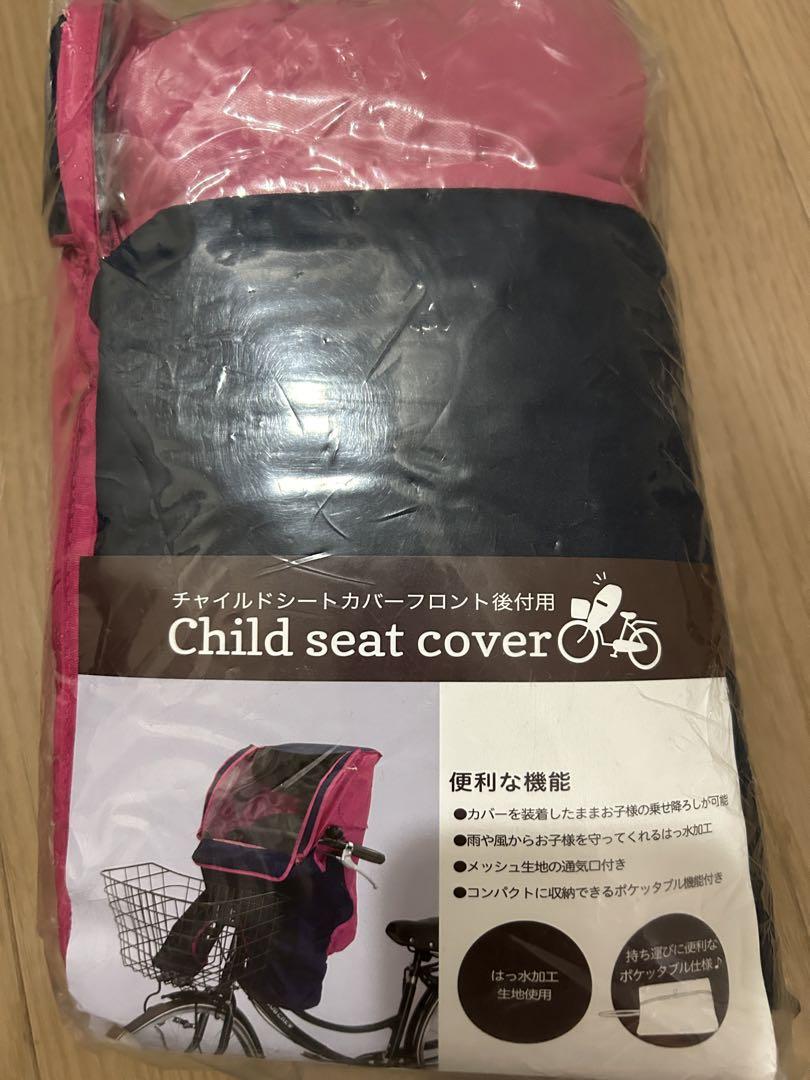 チャイルドシートカバーフロント後付用
Child seat cover
便利な機能
●カバーを装着したままお子様の乗せ降ろしが可能
●雨や風からお子様を守ってくれるはっ水加工
●メッシュ生地の通気口付き
●コンパクトに収納できるポケッタブル機能付き
はっ水加工
生地使用
持ち運びに便利な
ポケッタブル仕様♪